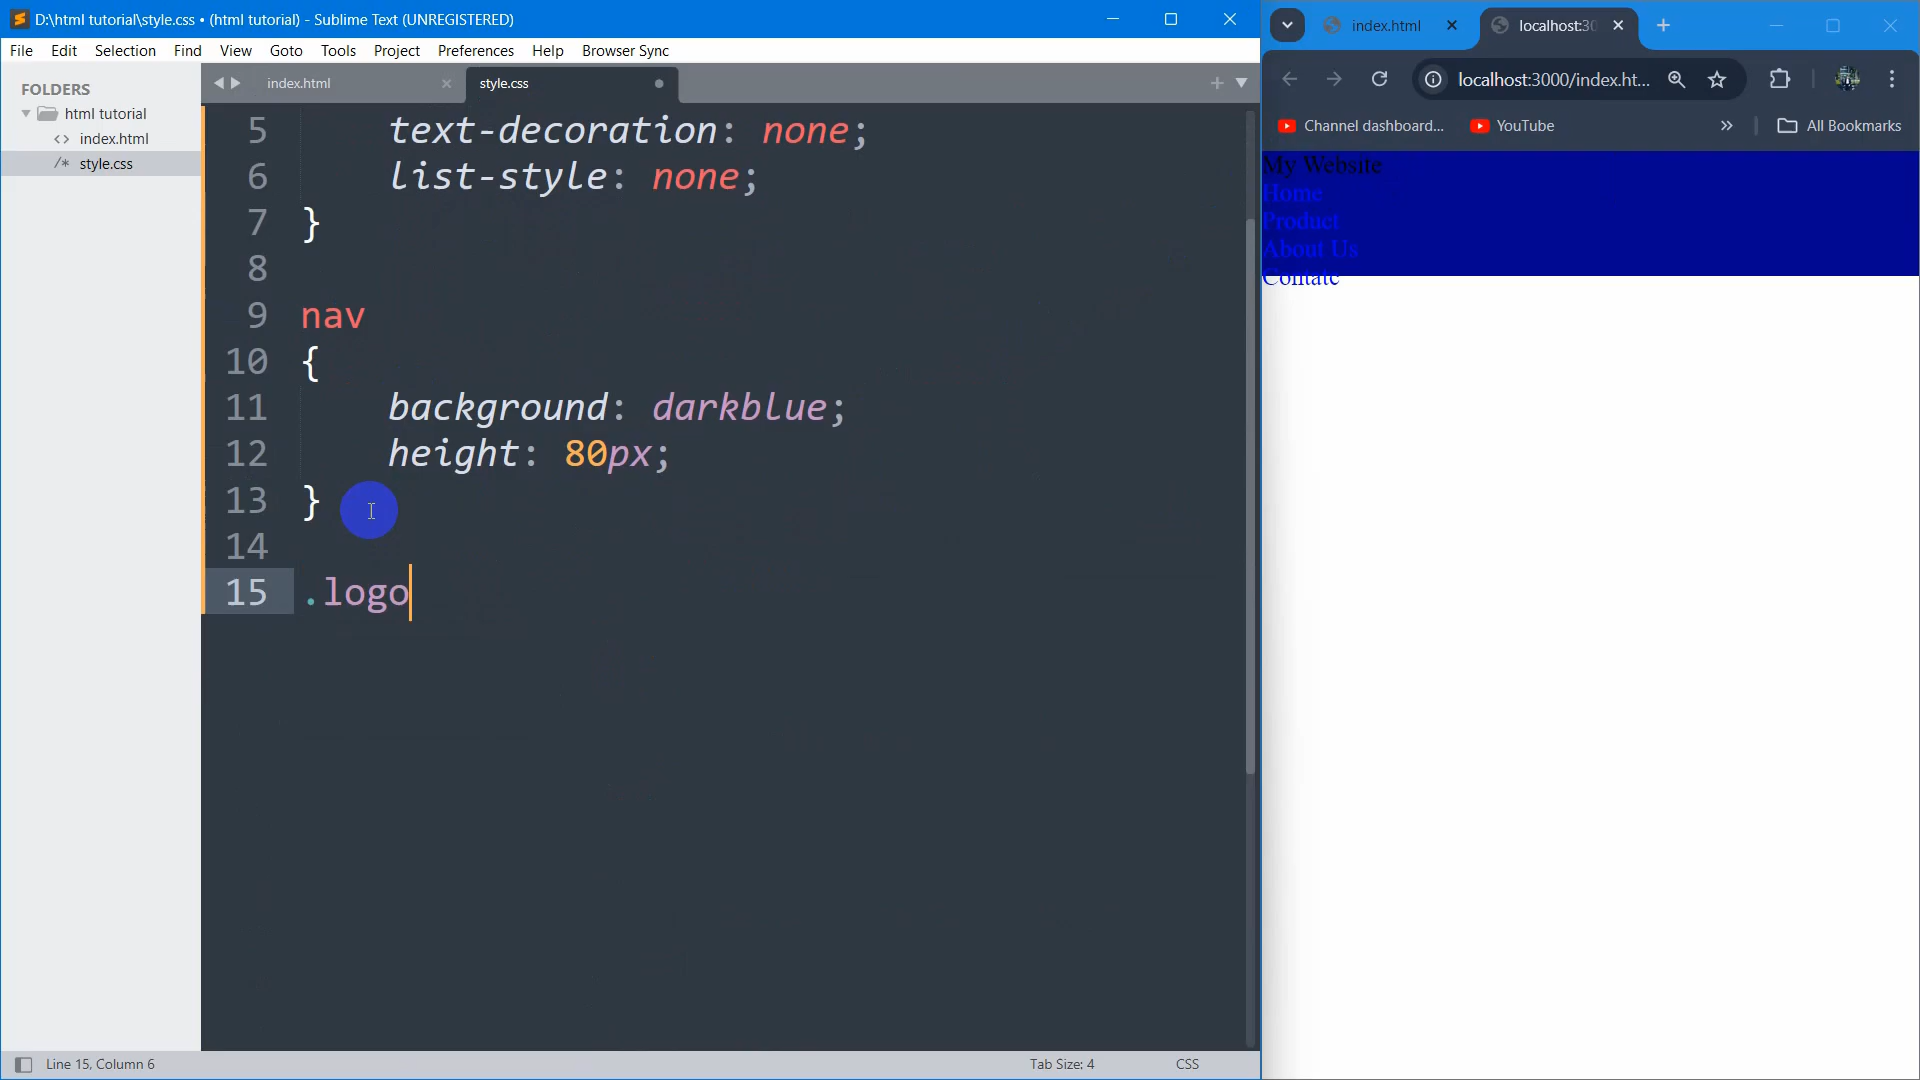 D:\html tutorial\style.css • (html tutorial) - Sublime Text (UNREGISTERED)
File Edit Selection Find View Goto Tools Project Preferences Help Browser Sync
FOLDERS
html tutorial
<> index.html
/* style.css
index.html
style.css
5 text-decoration: none;
6 list-style: none;
7 }
8
9 nav
10 {
11 background: darkblue;
12 height: 80px;
13 }
14
15 .logo
Line 15, Column 6
Tab Size: 4
CSS
index.html
localhost:30
localhost:3000/index.ht...
Channel dashboard...
YouTube
All Bookmarks
My Website
Home
Product
About Us
Contatc